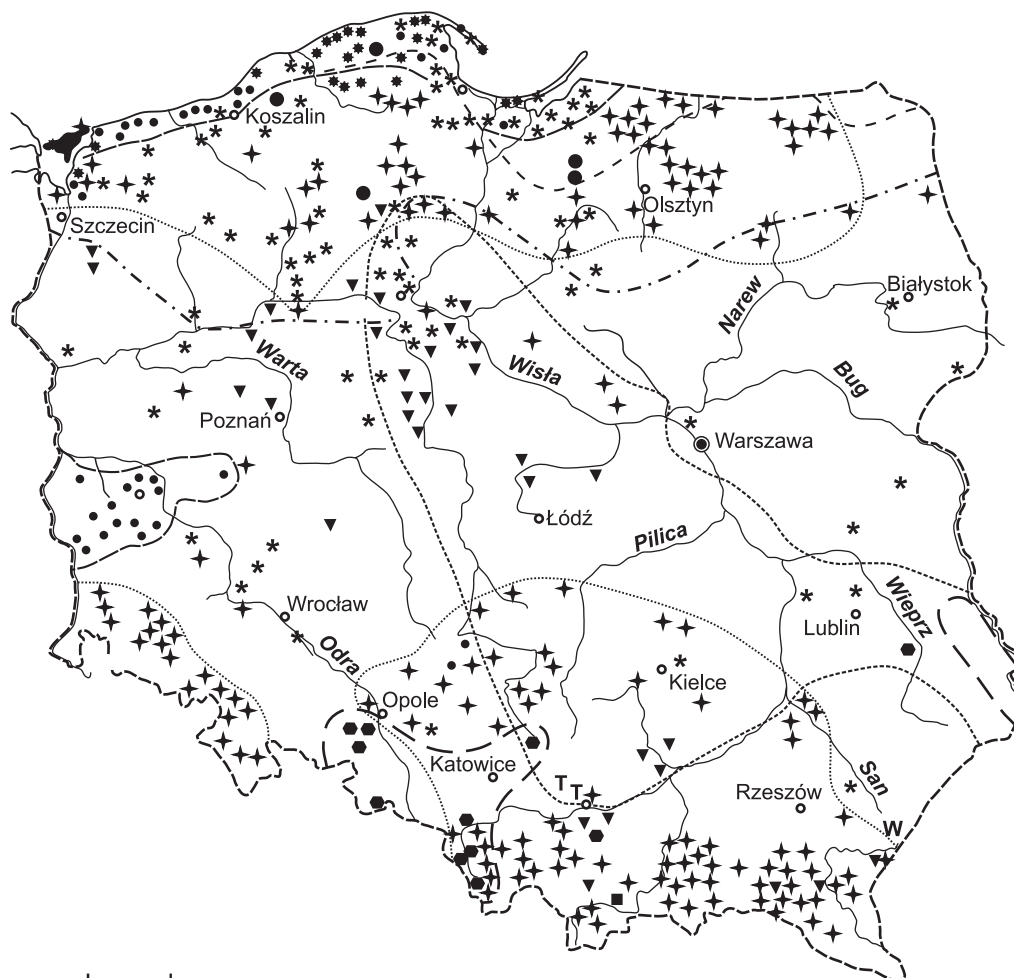 Koszalin
Szczecin
Olsztyn
Białystok
Narew
Warta
Wisła
Bug
Poznań
Warszawa
Łódź
Pilica
Wrocław
Wieprz
Lublin
Odra
Kielce
Opole
Katowice
T
T
San
Rzeszów
W